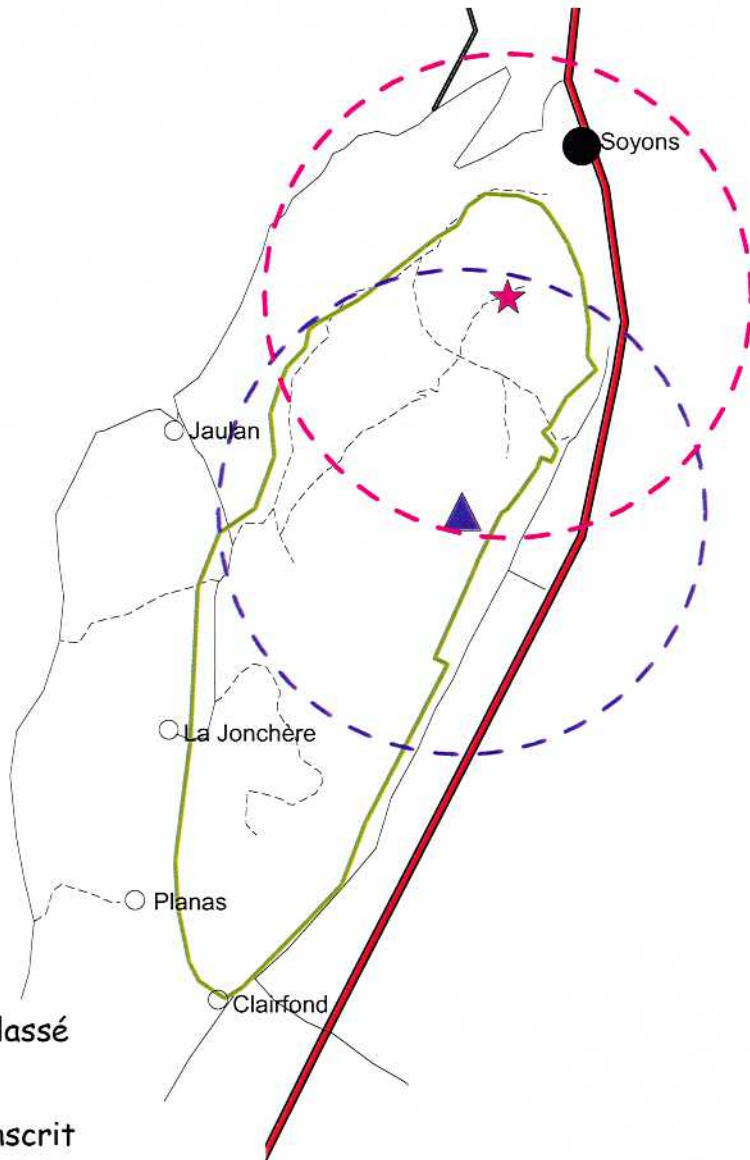 Soyons
Jaulan
La Jonchère
Planas
Clairfond
lassé
nscrit